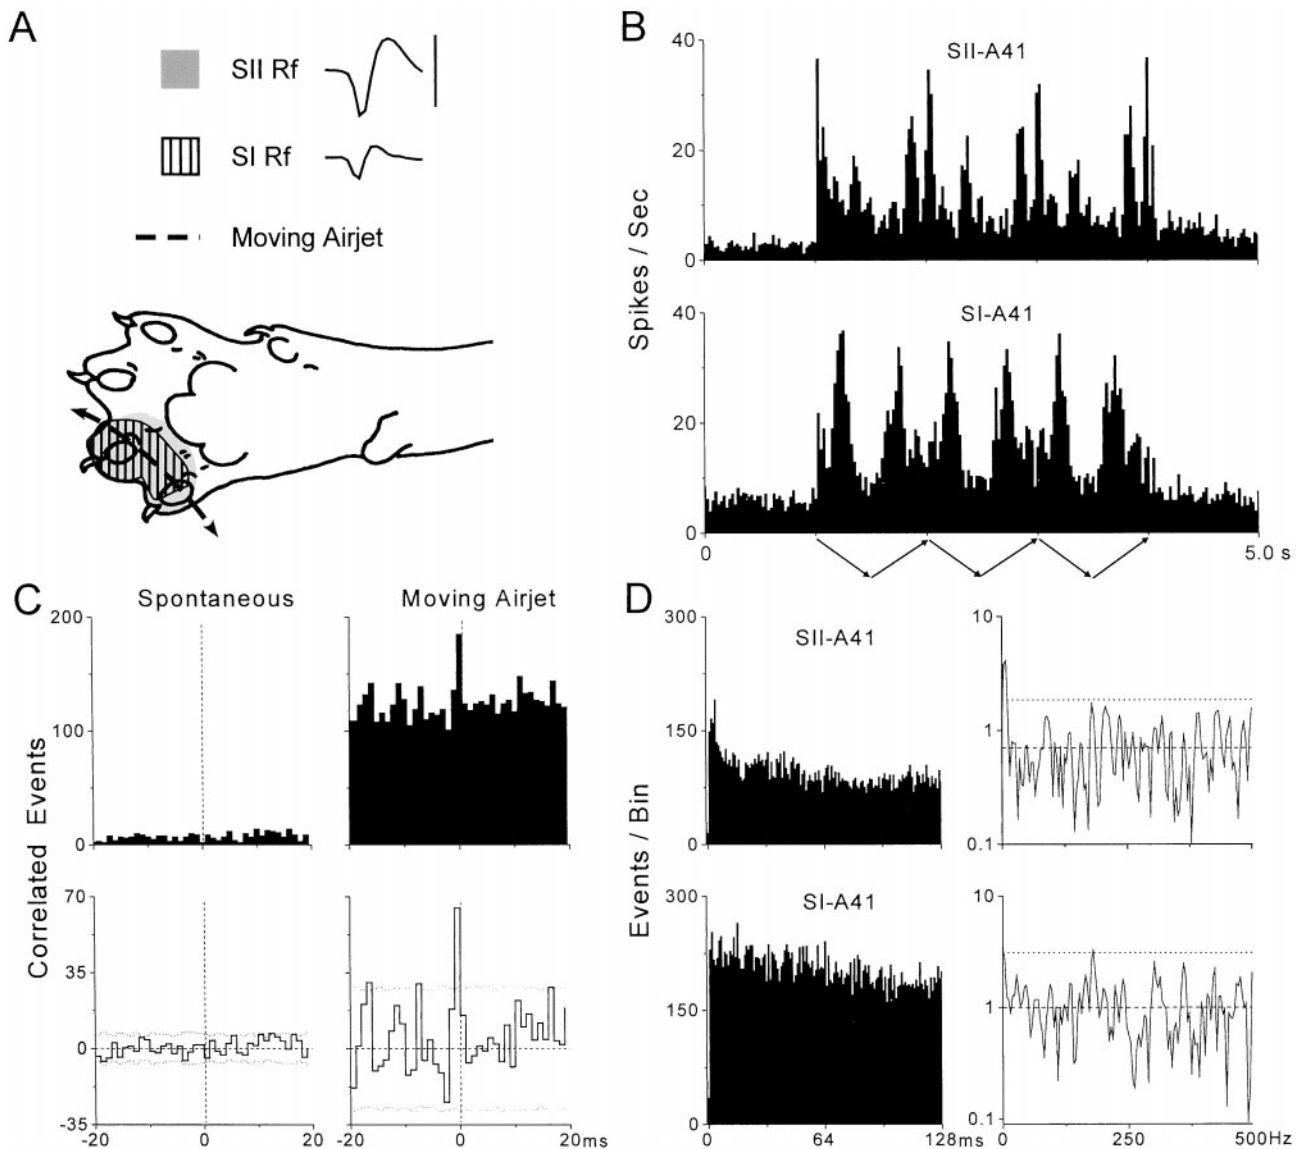 A
SII Rf
SI Rf
Moving Airjet
B
Spikes / Sec
SII-A41
40
20
0
SI-A41
40
20
0
0
5.0 s
C
Correlated Events
Spontaneous
Moving Airjet
200
100
0
70
35
0
-35
-20
0
20
-20
0
20ms
D
Events / Bin
SII-A41
300
150
0
10
1
0.1
SI-A41
300
150
0
0
64
128ms
10
1
0.1
0
250
500Hz